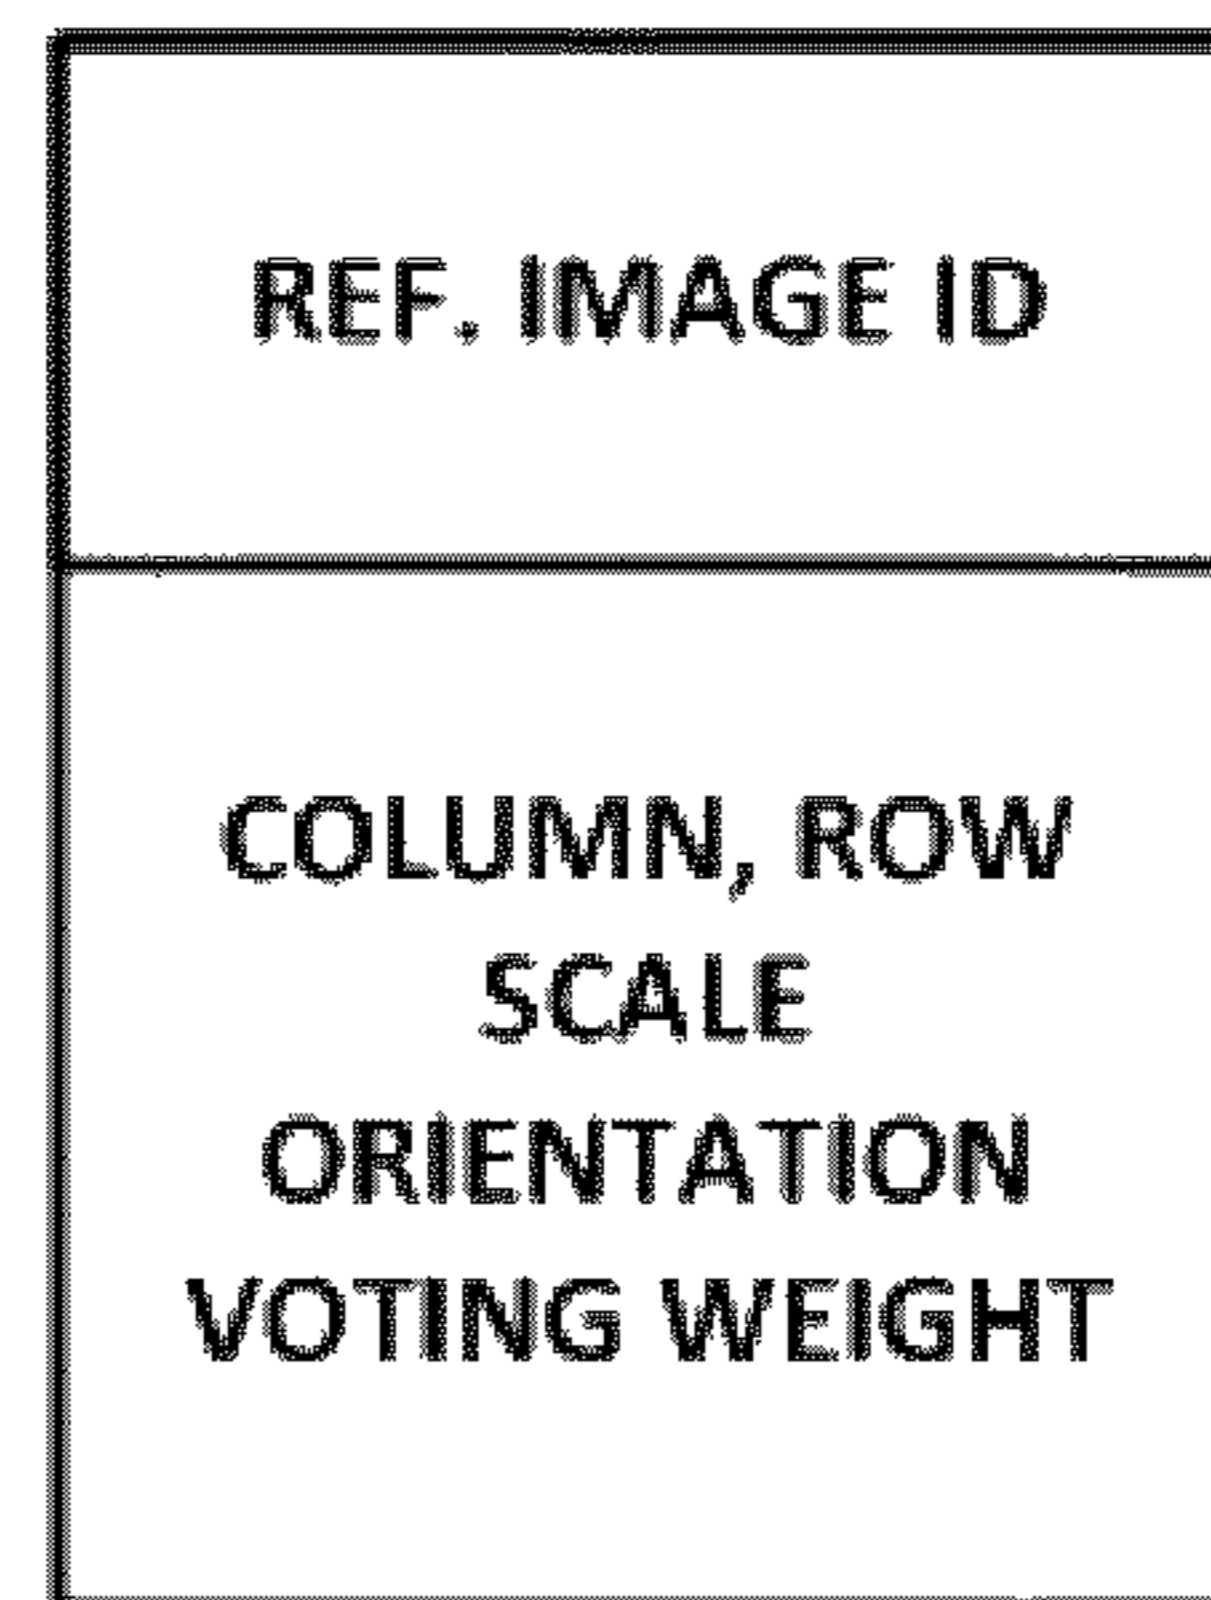 REF. IMAGE ID
COLUMN, ROW
SCALE
ORIENTATION
VOTING WEIGHT